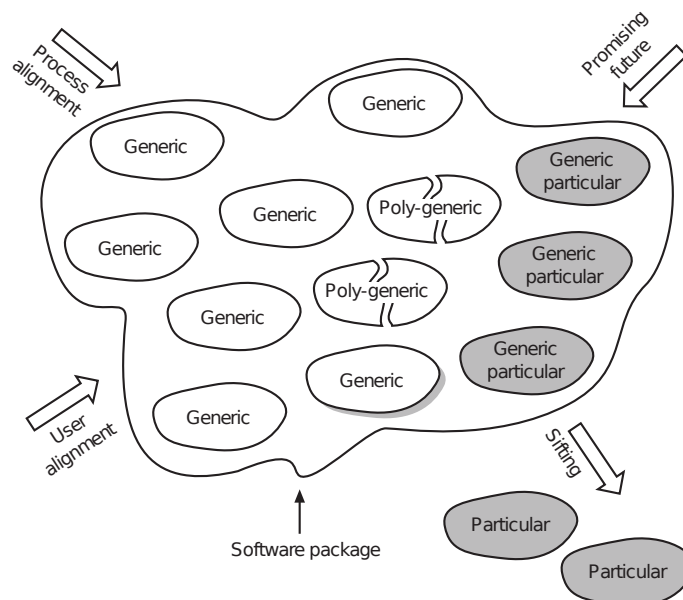 Process
alignment
Promising
future
Generic
Generic
Generic
particular
Generic
Poly-generic
Generic
Generic
particular
Poly-generic
Generic
Generic
particular
Generic
Generic
User
alignment
Sifting
Particular
Software package
Particular